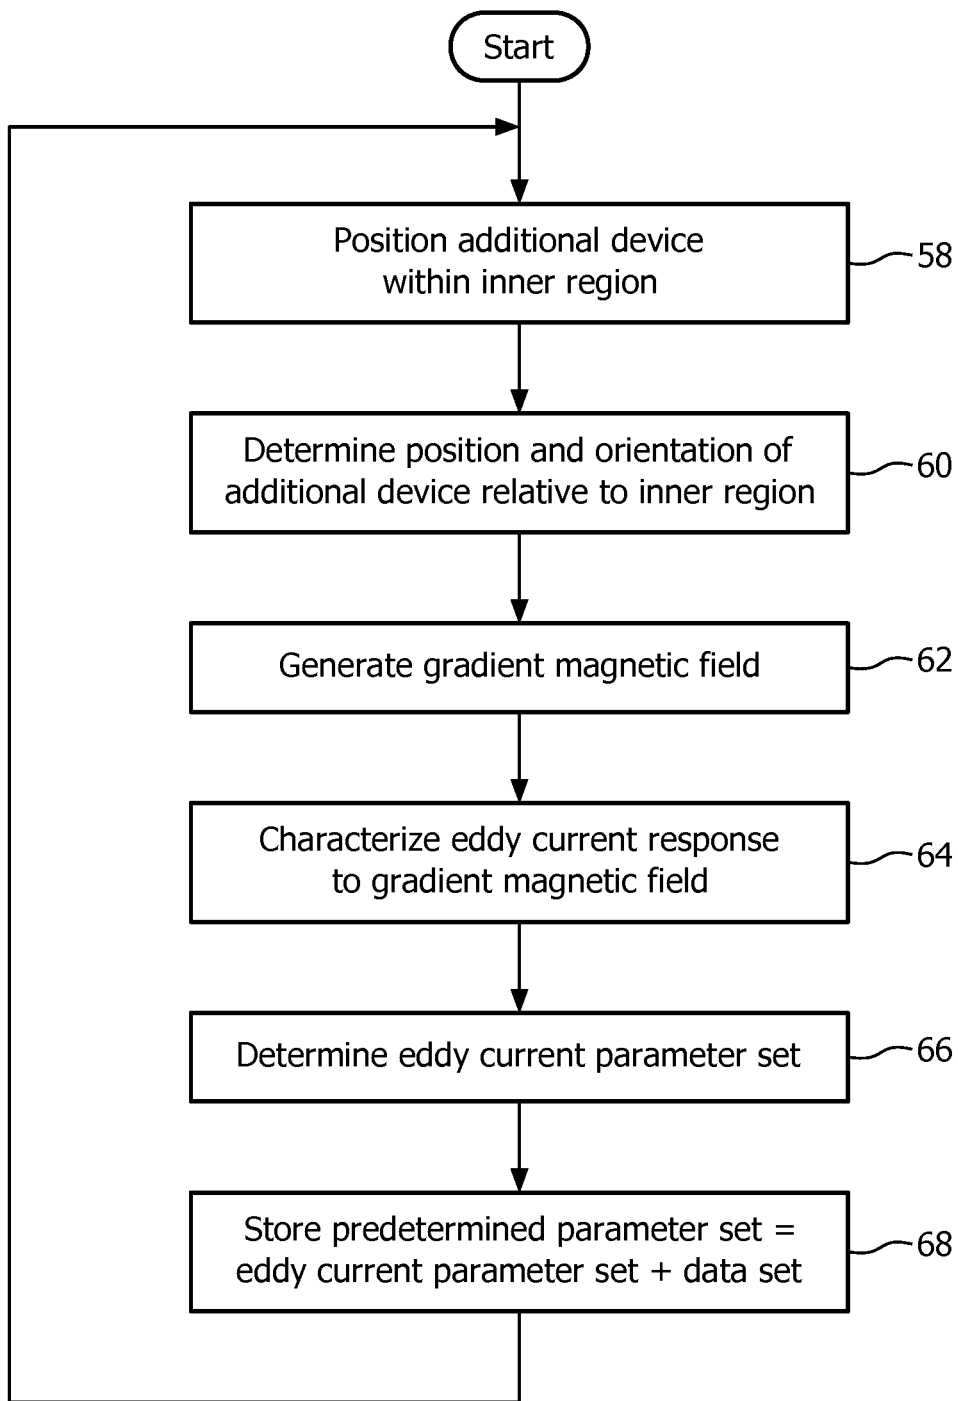 Start
Position additional device
within inner region
58
Determine position and orientation of
additional device relative to inner region
60
Generate gradient magnetic field
62
Characterize eddy current response
to gradient magnetic field
64
Determine eddy current parameter set
66
Store predetermined parameter set =
eddy current parameter set + data set
68